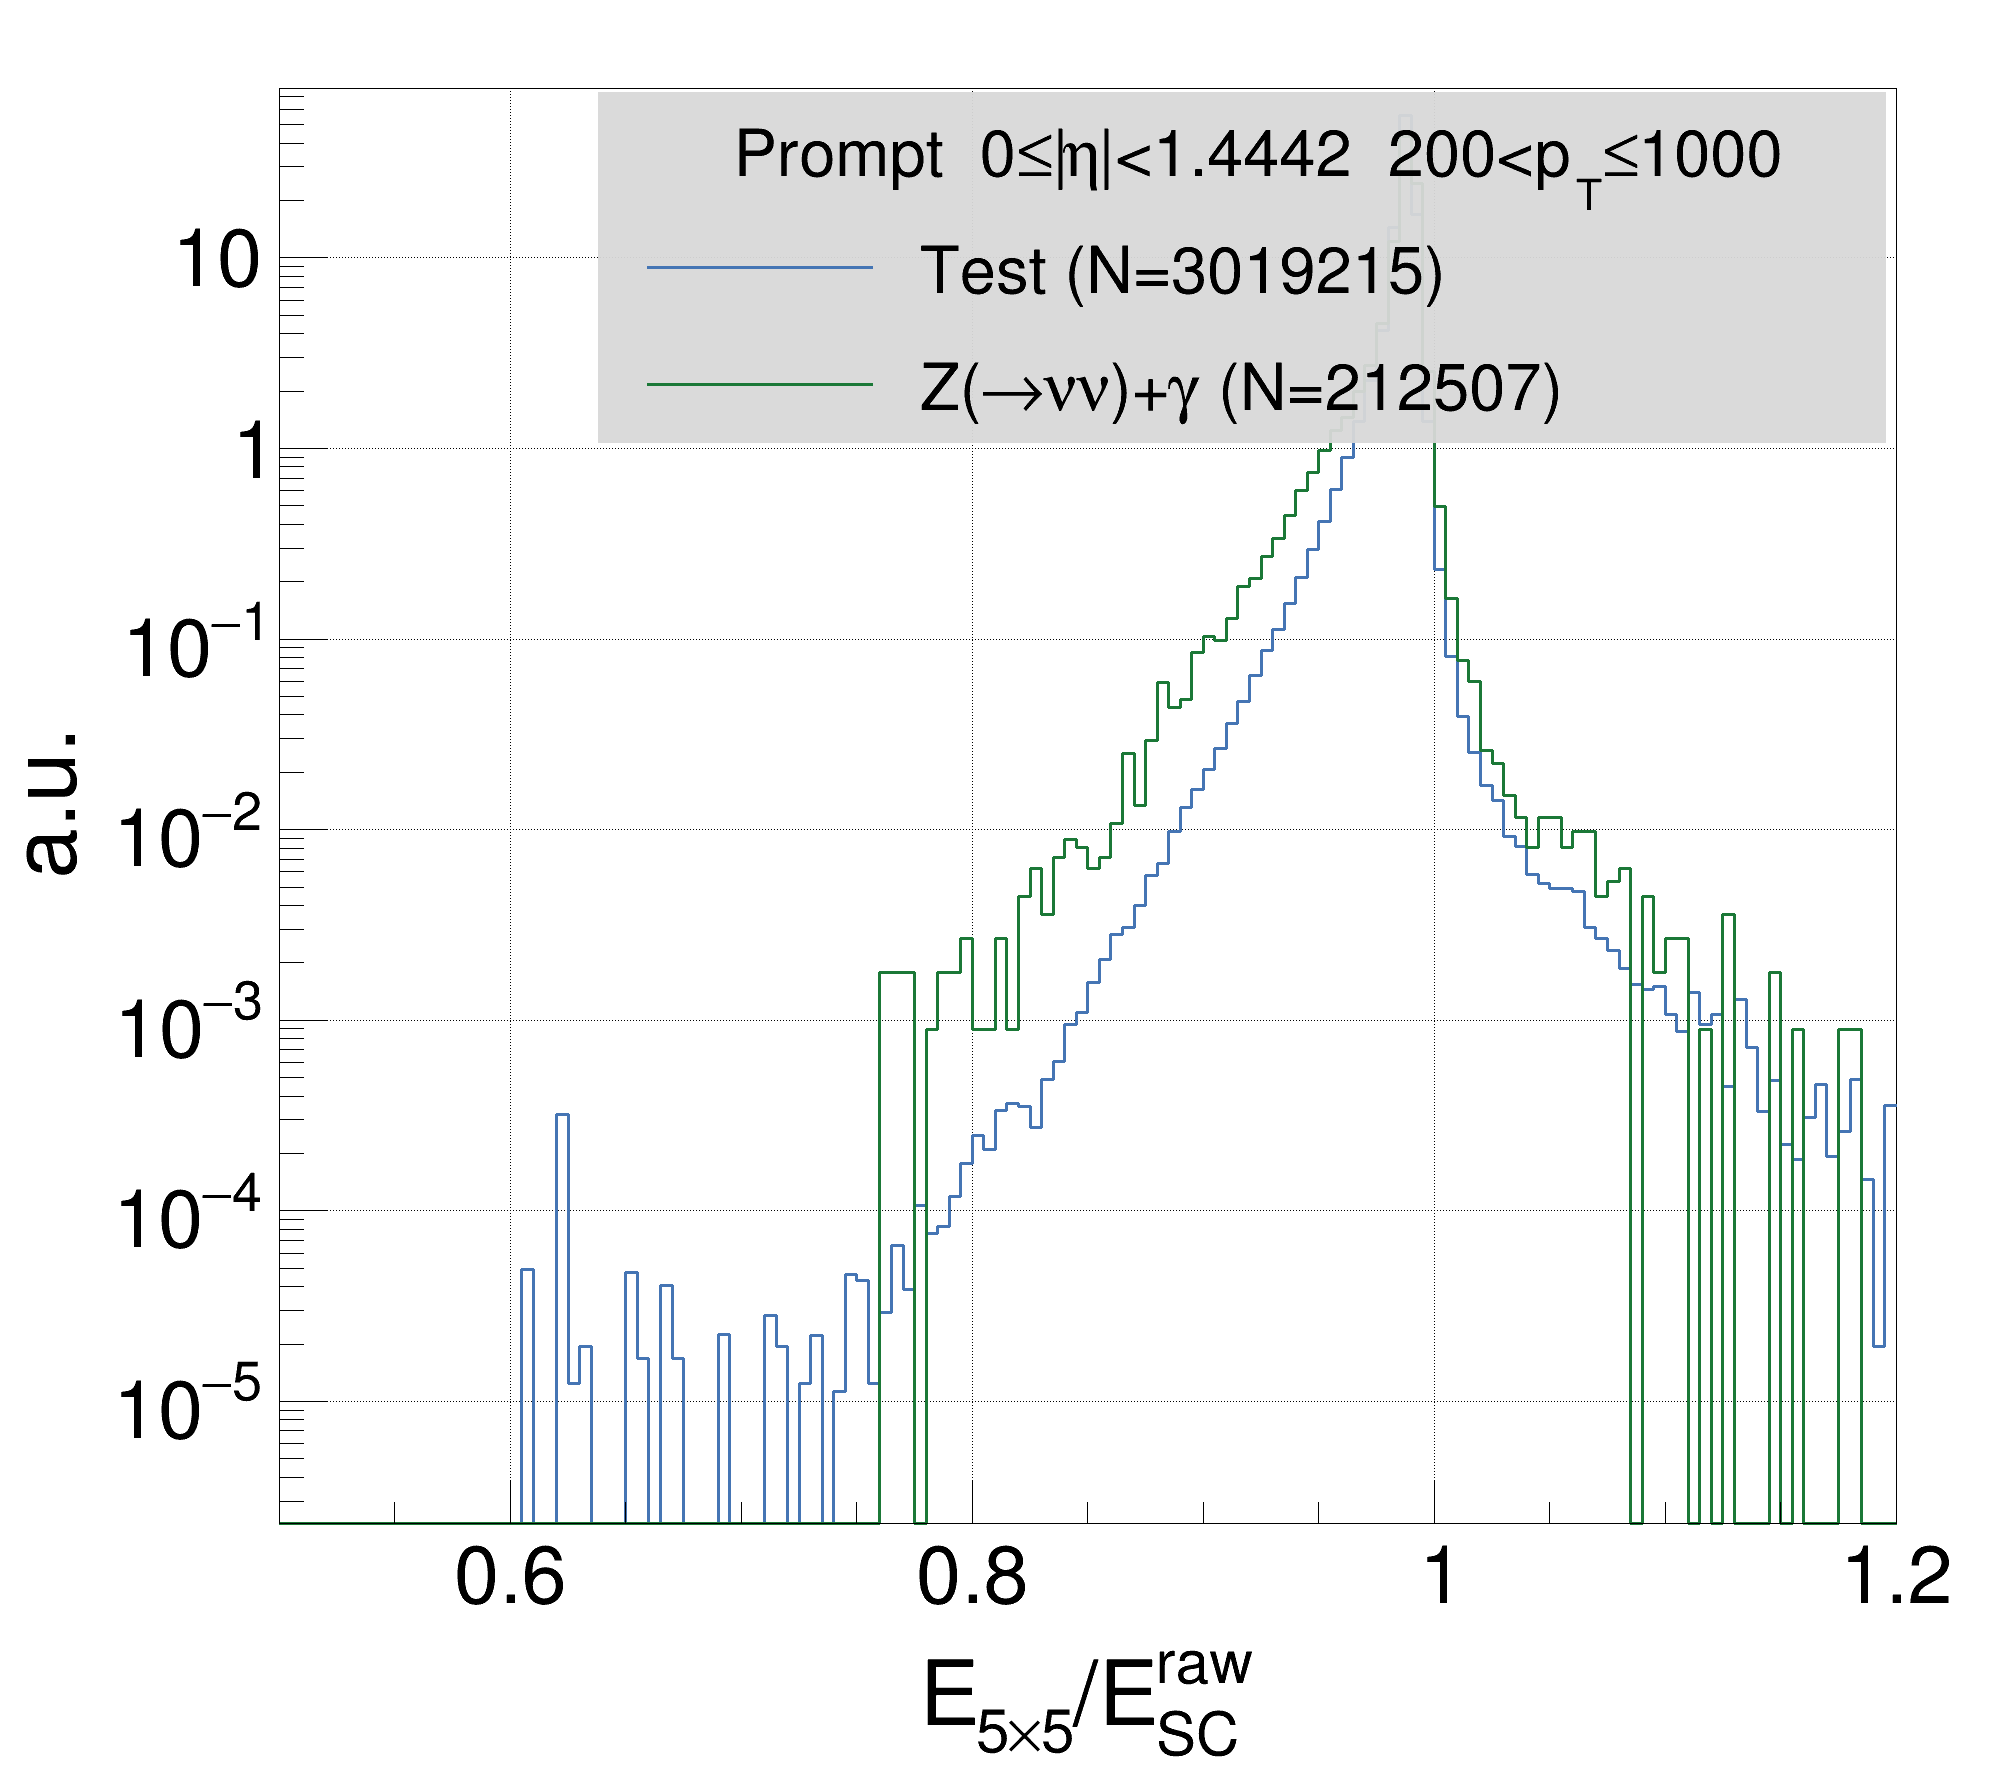 Prompt 0≤|η|<1.4442 200<p_T≤1000
Test (N=3019215)
Z(→νν)+γ (N=212507)
10
1
10^−1
10^−2
10^−3
10^−4
10^−5
a.u.
0.6 0.8 1 1.2
E_5×5/E_SC^raw